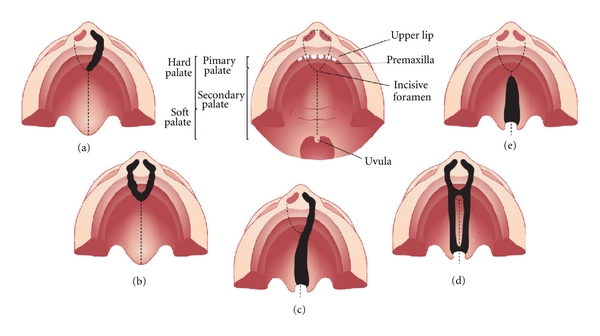 Hard
palate
Pimary
palate
Secondary
palate
Soft
palate
Upper lip
Premaxilla
Incisive
foramen
Uvula
(a)
(e)
(b)
(c)
(d)